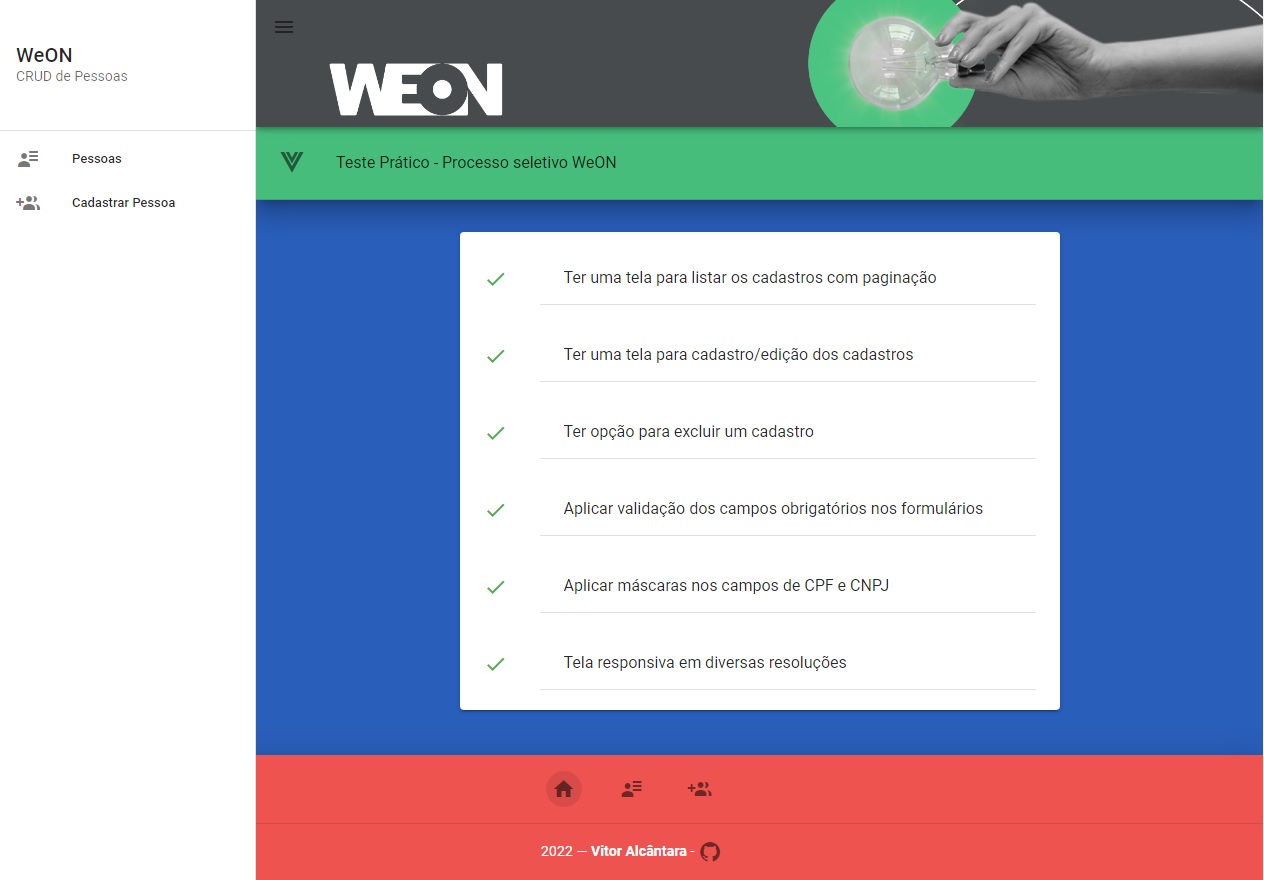 WeON
CRUD de Pessoas
Pessoas
Cadastrar Pessoa
WEON
Teste Prático - Processo seletivo WeON
Ter uma tela para listar os cadastros com paginação
Ter uma tela para cadastro/edição dos cadastros
Ter opção para excluir um cadastro
Aplicar validação dos campos obrigatórios nos formulários
Aplicar máscaras nos campos de CPF e CNPJ
Tela responsiva em diversas resoluções
2022 — Vitor Alcântara -